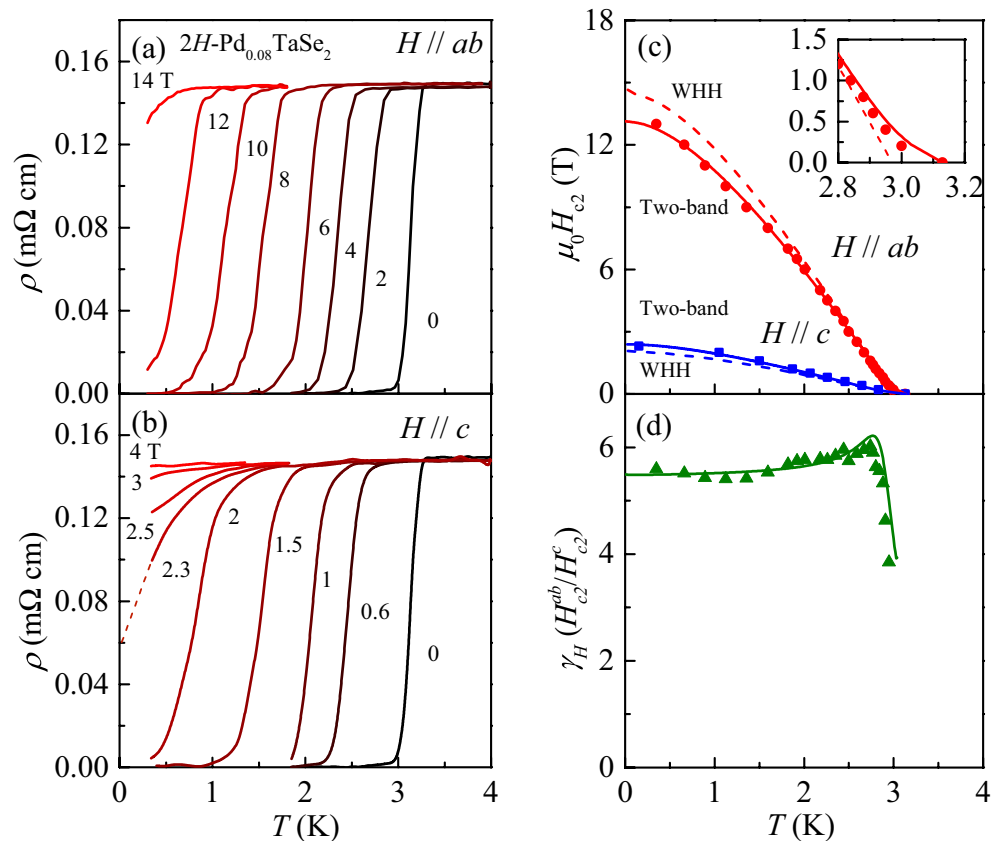 (a) 2H-Pd0.08TaSe2 H // ab
14 T
12
10
8
6
4
2
0
0.16
0.12
0.08
0.04
0.00
ρ (mΩ cm)
(b) H // c
4 T
3
2.5
2.3
2
1.5
1
0.6
0
0.16
0.12
0.08
0.04
0.00
ρ (mΩ cm)
0 1 2 3 4
T (K)
(c)
WHH
Two-band
H // ab
Two-band
H // c
WHH
18
12
6
0
μ0Hc2 (T)
1.5
1.0
0.5
0.0
2.8 3.0 3.2
(d)
8
6
4
2
0
γH (Hc2ab/Hc2c)
0 1 2 3 4
T (K)